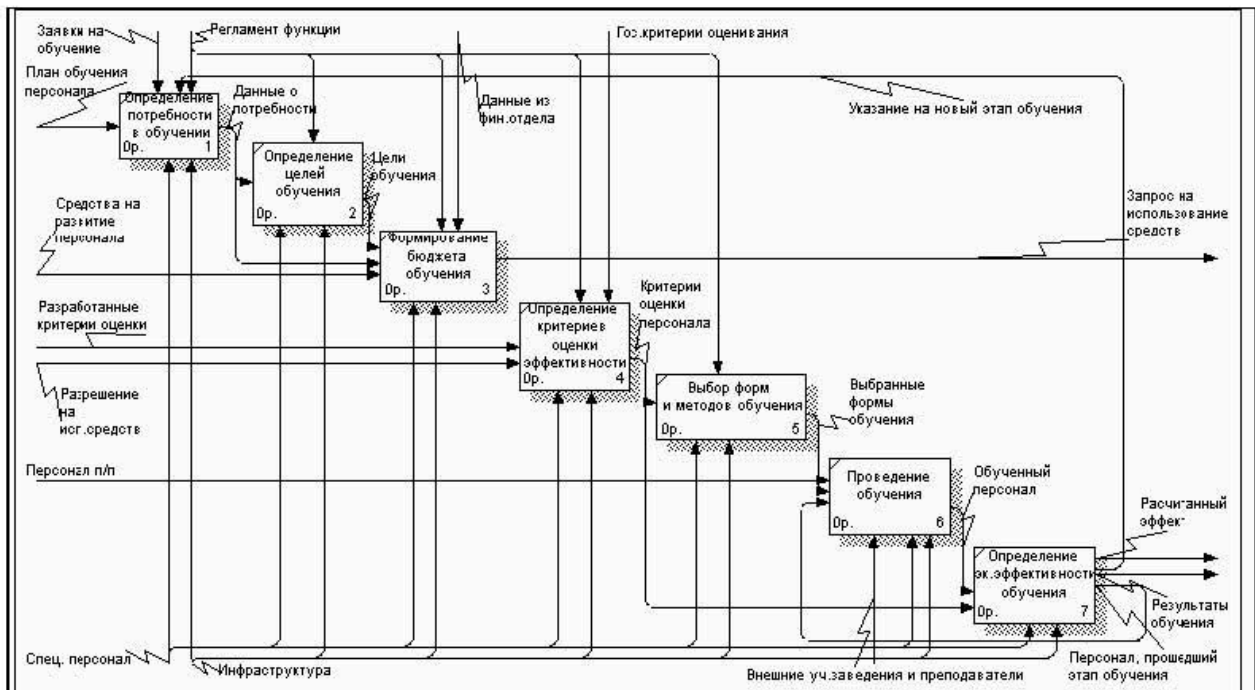 Заявки на
обучение
Регламент функции
Гос.критерии оценивания
План обучения
персонала
Данные о
потребности
Данные из
фин.отдела
Указание на новый этап обучения
Определение
потребности
в обучении
0р. 1
Определение
целей
обучения
0р. 2
Цели
обучения
Средства на
развитие
персонала
Запрос на
использование
средств
Формирование
бюджета
обучения
0р. 3
Разработанные
критерии оценки
Определение
критериев
оценки
эффективности
0р. 4
Критерии
оценки
персонала
Разрешение
на
исп.средств
Выбор форм
и методов обучения
0р. 5
Выбранные
формы
обучения
Персонал п/п
Проведение
обучения
0р. 6
Обученный
персонал
Расчитанный
эффект
Определение
эк.эффективности
обучения
0р. 7
Результаты
обучения
Спец. персонал
Инфраструктура
Внешние уч.заведения и преподаватели
Персонал, прошедший
этап обучения